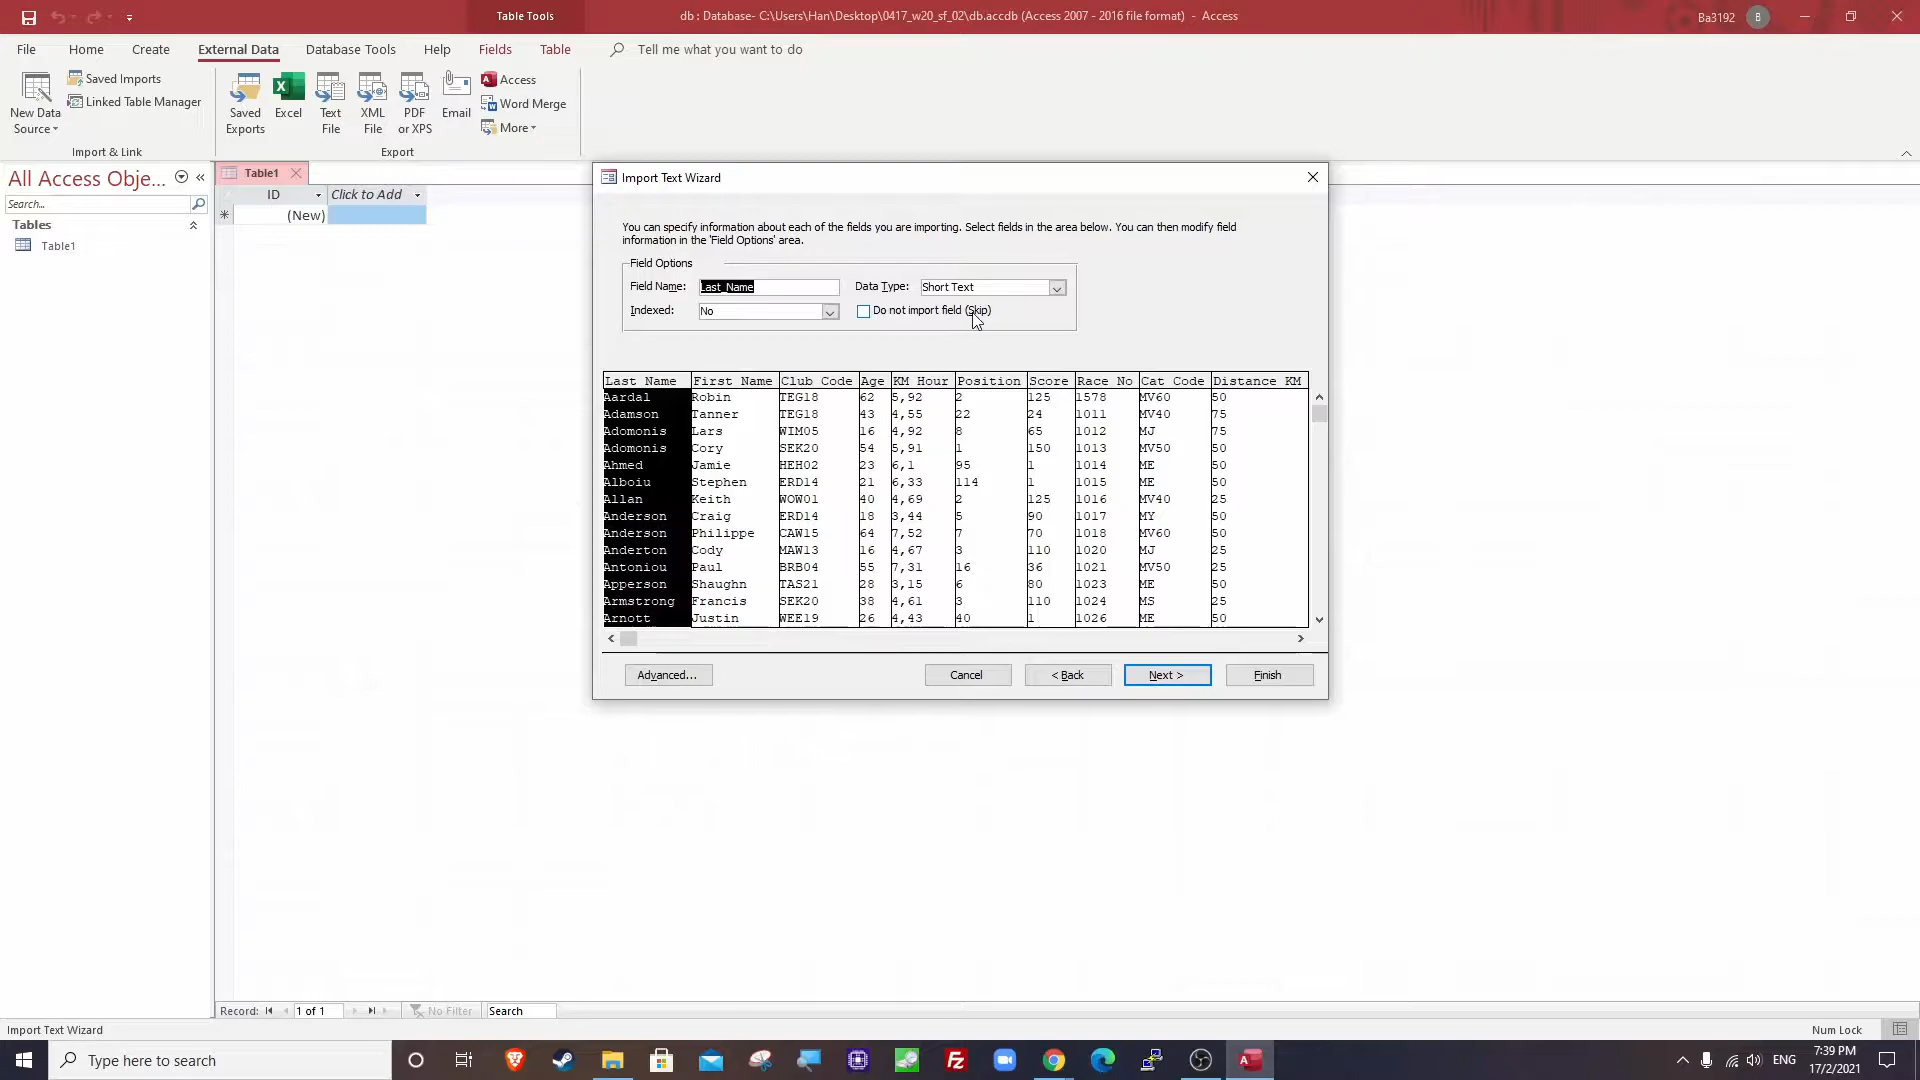 Table Tools
db : Database- C:\Users\Han\Desktop\0417_w20_sf_02\db.accdb (Access 2007 - 2016 file format) - Access
Ba3192
B
File Home Create External Data Database Tools Help Fields Table Tell me what you want to do
New Data Source
Saved Imports
Linked Table Manager
Import & Link
Saved Exports
Excel
Text File
XML File
PDF or XPS
Email
Access
Word Merge
More
Export
All Access Obje...
Search...
Tables
Table1
Table1
ID Click to Add
(New)
Import Text Wizard
You can specify information about each of the fields you are importing. Select fields in the area below. You can then modify field
information in the 'Field Options' area.
Field Options
Field Name: Last_Name Data Type: Short Text
Indexed: No Do not import field (Skip)
Last_Name First_Name Club_Code Age KM_Hour Position Score Race_No Cat_Code Distance_KM
Aardal Robin TEG18 62 5,92 2 125 1578 MV60 50
Adamson Tanner TEG18 43 4,55 22 24 1011 MV40 75
Adomonis Lars WIM05 16 4,92 8 65 1012 MJ 75
Adomonis Cory SEK20 54 5,91 1 150 1013 MV50 50
Ahmed Jamie HEH02 23 6,1 95 1 1014 ME 50
Alboiu Stephen ERD14 21 6,33 114 1 1015 ME 50
Allan Keith WOW01 40 4,69 2 125 1016 MV40 25
Anderson Craig ERD14 18 3,44 5 90 1017 MY 50
Anderson Philippe CAW15 64 7,52 7 70 1018 MV60 50
Anderton Cody MAW13 16 4,67 3 110 1020 MJ 25
Antoniou Paul BRB04 55 7,31 16 36 1021 MV50 25
Apperson Shaughn TAS21 28 3,15 6 80 1023 ME 50
Armstrong Francis SEK20 38 4,61 3 110 1024 MS 25
Arnott Justin WEE19 26 4,43 40 1 1026 ME 50
Advanced... Cancel < Back Next > Finish
Record: 1 of 1 No Filter Search
Import Text Wizard
Num Lock
Type here to search
ENG
7:39 PM
17/2/2021